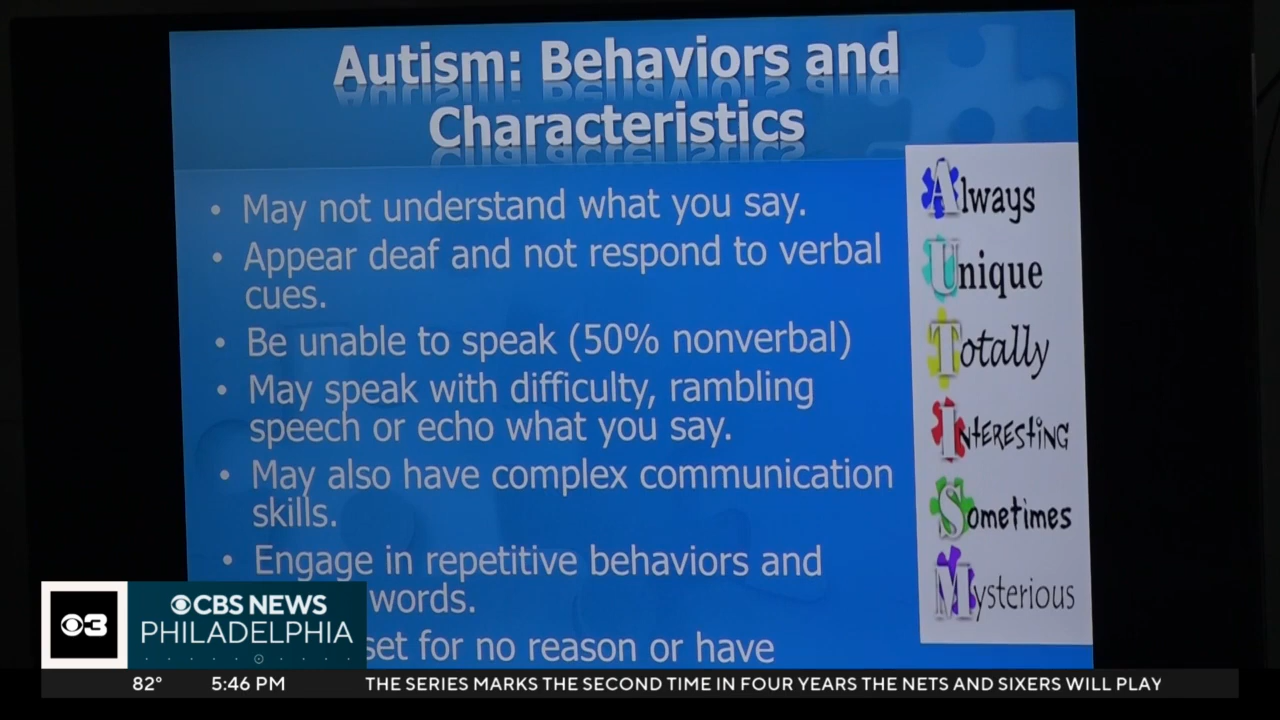 Autism: Behaviors and
Characteristics
• May not understand what you say.
• Appear deaf and not respond to verbal
cues.
• Be unable to speak (50% nonverbal)
• May speak with difficulty, rambling
speech or echo what you say.
• May also have complex communication
skills.
• Engage in repetitive behaviors and
words.
set for no reason or have
Always
Unique
Totally
INTERESTING
Sometimes
Mysterious
3
CBS NEWS
PHILADELPHIA
82° 5:46 PM THE SERIES MARKS THE SECOND TIME IN FOUR YEARS THE NETS AND SIXERS WILL PLAY